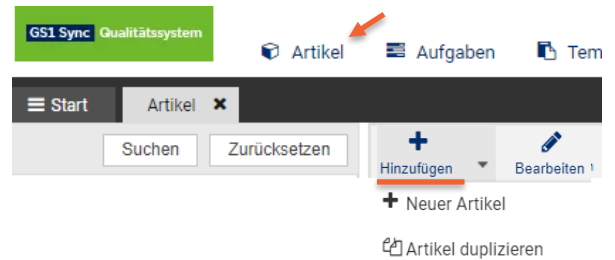 GS1 Sync Qualitätssystem
Artikel Aufgaben Tem
Start Artikel
Suchen Zurücksetzen Hinzufügen Bearbeiten
Neuer Artikel
Artikel duplizieren